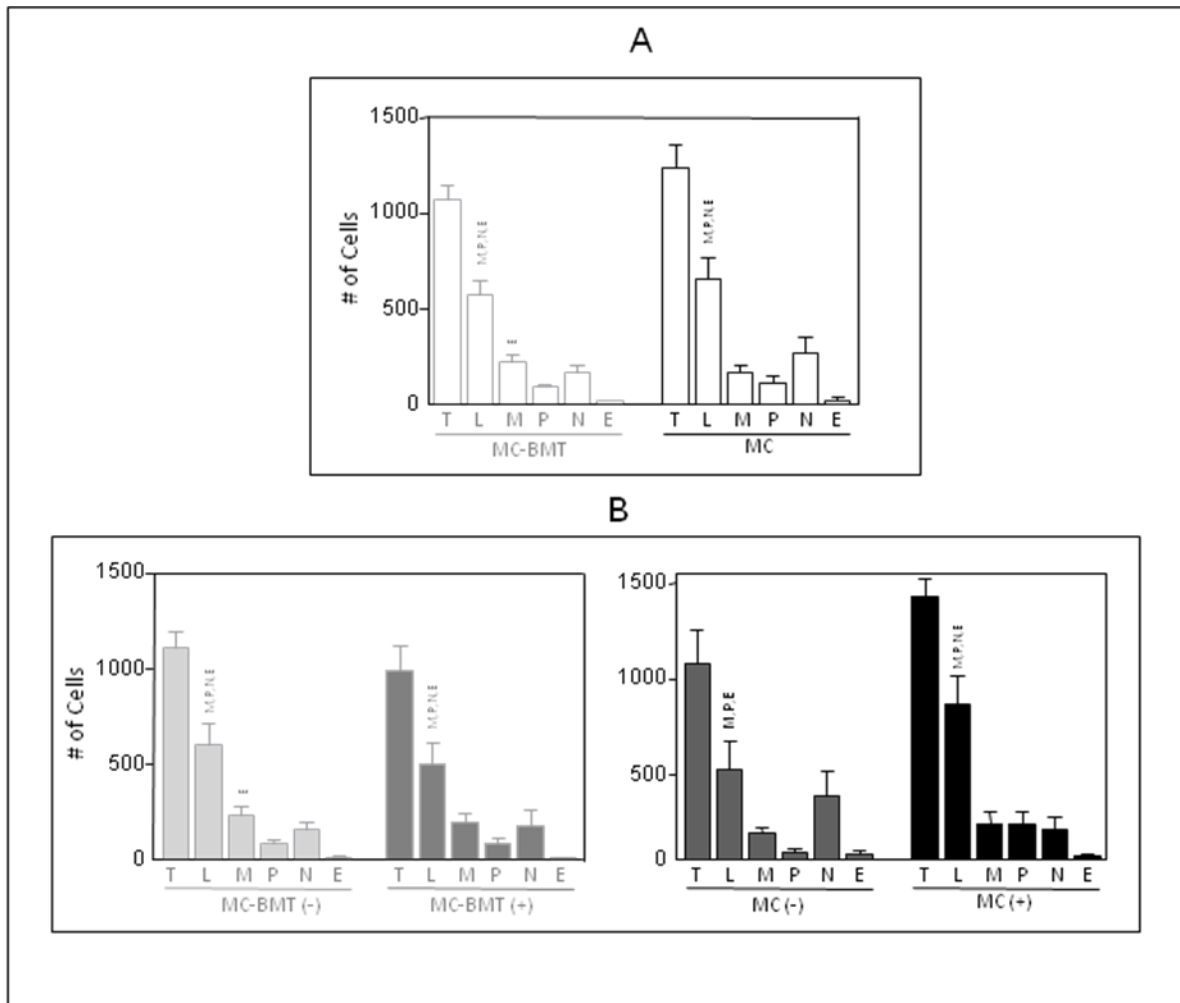 A
1500
1000
500
0
# of Cells
M,P,N,E
***
M,P,N,E
T L M P N E
T L M P N E
MC-BMT
MC
B
1500
1000
500
0
# of Cells
M,P,N,E
***
M,P,N,E
T L M P N E
T L M P N E
MC-BMT (-)
MC-BMT (+)
1500
1000
500
0
M,P,E
M,P,N,E
T L M P N E
T L M P N E
MC (-)
MC (+)